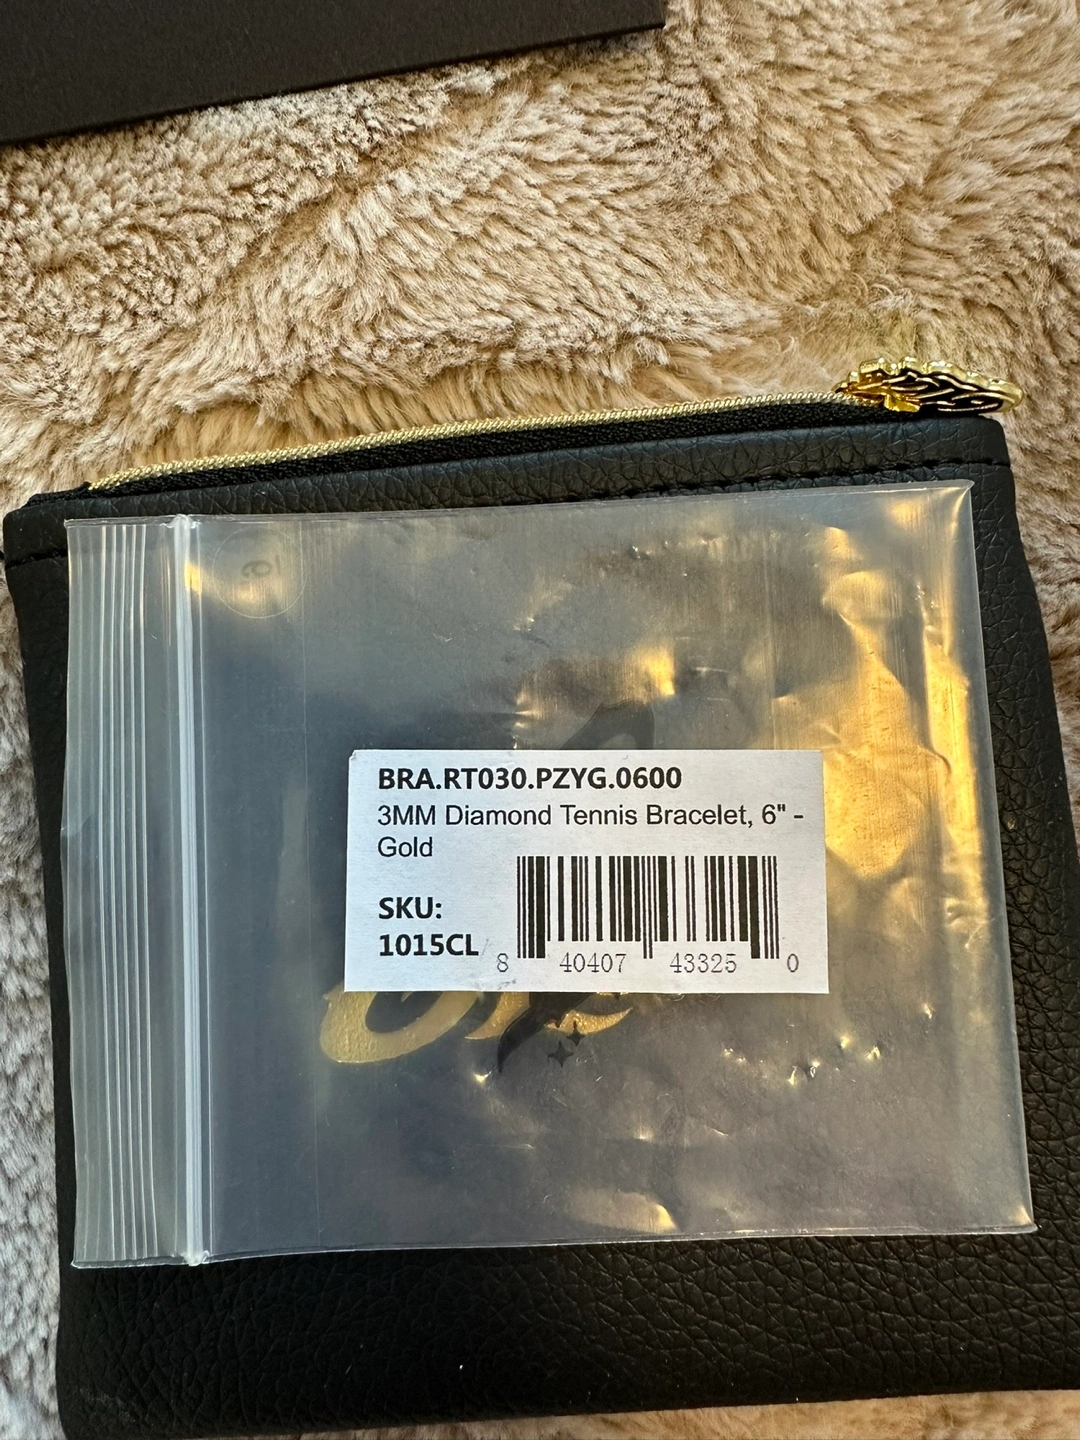 BRA.RT030.PZYG.0600
3MM Diamond Tennis Bracelet, 6" -
Gold
SKU:
1015CL
8 40407 43325 0